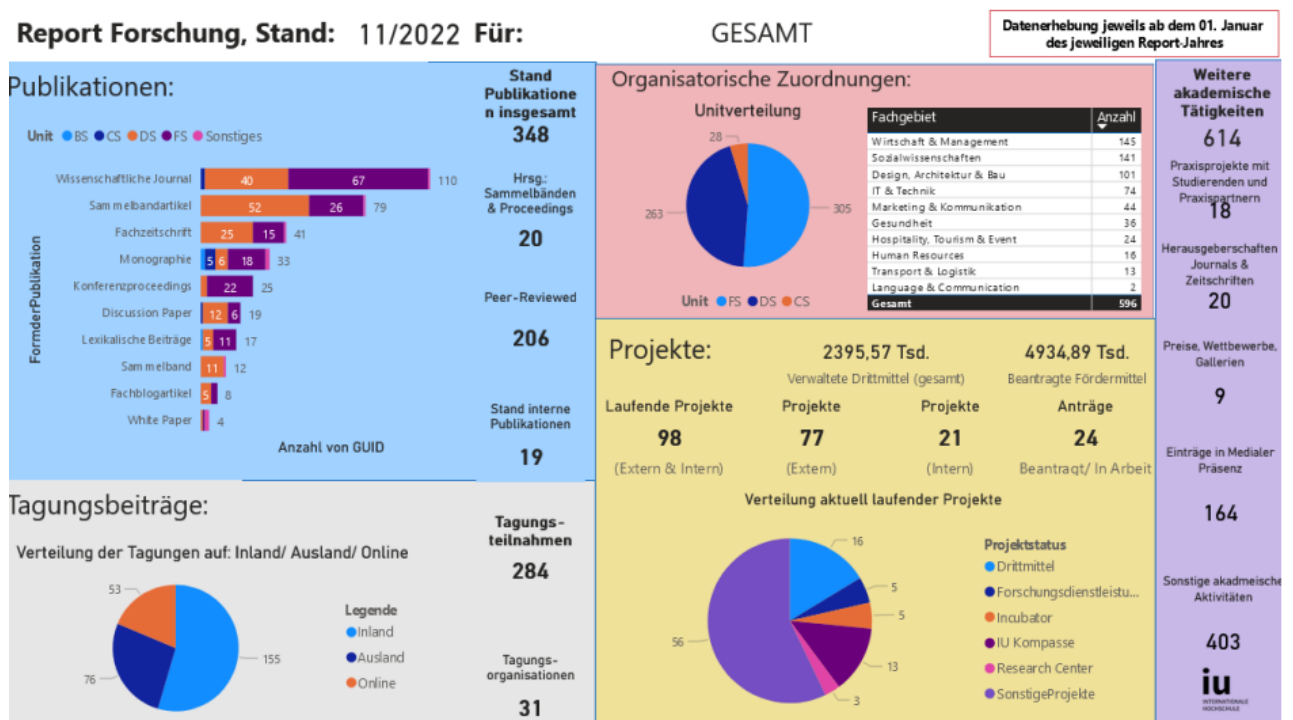 Report Forschung, Stand: 11/2022 Für: GESAMT
Datenerhebung jeweils ab dem 01. Januar
des jeweiligen Report-Jahres
Publikationen:
Unit BS CS DS FS Sonstiges
FormderPublikation
Wissenschaftliche Journal 40 67 110
Sammelbandartikel 52 26 79
Fachzeitschrift 25 15 41
Monographie 5 6 18 33
Konferenzproceedings 22 25
Discussion Paper 12 6 19
Lexikalische Beiträge 5 11 17
Sammelband 11 12
Fachblogartikel 5 8
White Paper 4
Anzahl von GUID
Stand
Publikatione
n insgesamt
348
Hrsg.:
Sammelbänden
& Proceedings
20
Peer-Reviewed
206
Stand interne
Publikationen
19
Organisatorische Zuordnungen:
Unitverteilung
28
263
305
Unit FS DS CS
Fachgebiet Anzahl
Wirtschaft & Management 145
Sozialwissenschaften 141
Design, Architektur & Bau 101
IT & Technik 74
Marketing & Kommunikation 44
Gesundheit 36
Hospitality, Tourism & Event 24
Human Resources 16
Transport & Logistik 13
Language & Communication 2
Gesamt 596
Projekte:
2395,57 Tsd.
Verwaltete Drittmittel (gesamt)
4934,89 Tsd.
Beantragte Fördermittel
Laufende Projekte
98
(Extern & Intern)
Projekte
77
(Extern)
Projekte
21
(Intern)
Anträge
24
Beantragt/ In Arbeit
Verteilung aktuell laufender Projekte
16
5
5
13
3
56
Projektstatus
Drittmittel
Forschungsdienstleistu...
Incubator
IU Kompasse
Research Center
SonstigeProjekte
Tagungsbeiträge:
Verteilung der Tagungen auf: Inland/ Ausland/ Online
53
76
155
Legende
Inland
Ausland
Online
Tagungs-
teilnahmen
284
Tagungs-
organisationen
31
Weitere
akademische
Tätigkeiten
614
Praxisprojekte mit
Studierenden und
Praxispartnern
18
Herausgeberschaften
Journals &
Zeitschriften
20
Preise, Wettbewerbe,
Gallerien
9
Einträge in Medialer
Präsenz
164
Sonstige akadmeische
Aktivitäten
403
iu
INTERNATIONALE
HOCHSCHULE